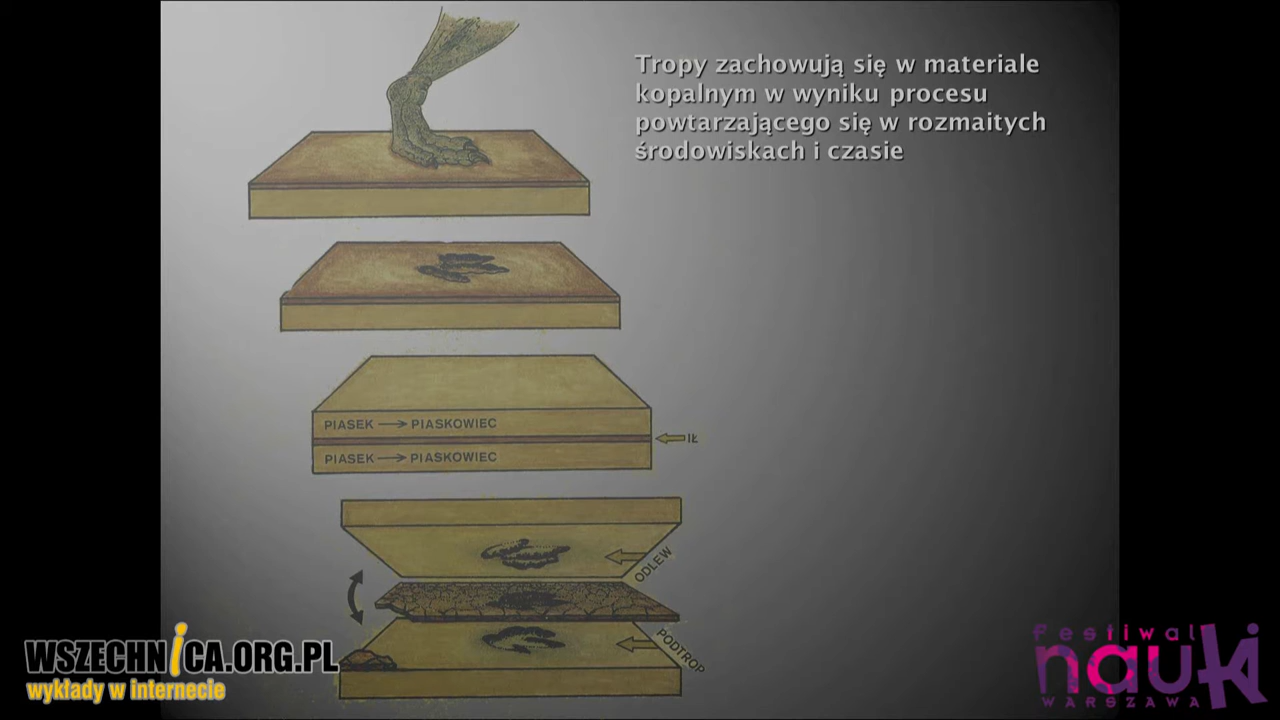 Tropy zachowują się w materiale
kopalnym w wyniku procesu
powtarzającego się w rozmaitych
środowiskach i czasie
PIASEK → PIASKOWIEC
IŁ
PIASEK → PIASKOWIEC
ODLEW
PODTROP
WSZECHNICA.ORG.PL
wykłady w internecie
Festiwal
nauki
WARSZAWA